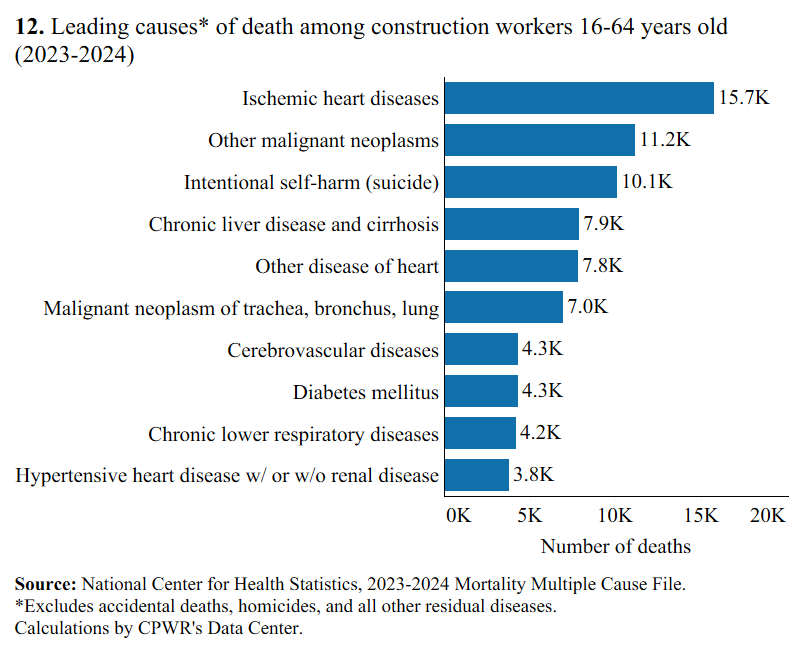 12. Leading causes* of death among construction workers 16-64 years old
(2023-2024)
Ischemic heart diseases 15.7K
Other malignant neoplasms 11.2K
Intentional self-harm (suicide) 10.1K
Chronic liver disease and cirrhosis 7.9K
Other disease of heart 7.8K
Malignant neoplasm of trachea, bronchus, lung 7.0K
Cerebrovascular diseases 4.3K
Diabetes mellitus 4.3K
Chronic lower respiratory diseases 4.2K
Hypertensive heart disease w/ or w/o renal disease 3.8K
0K 5K 10K 15K 20K
Number of deaths
Source: National Center for Health Statistics, 2023-2024 Mortality Multiple Cause File.
*Excludes accidental deaths, homicides, and all other residual diseases.
Calculations by CPWR's Data Center.